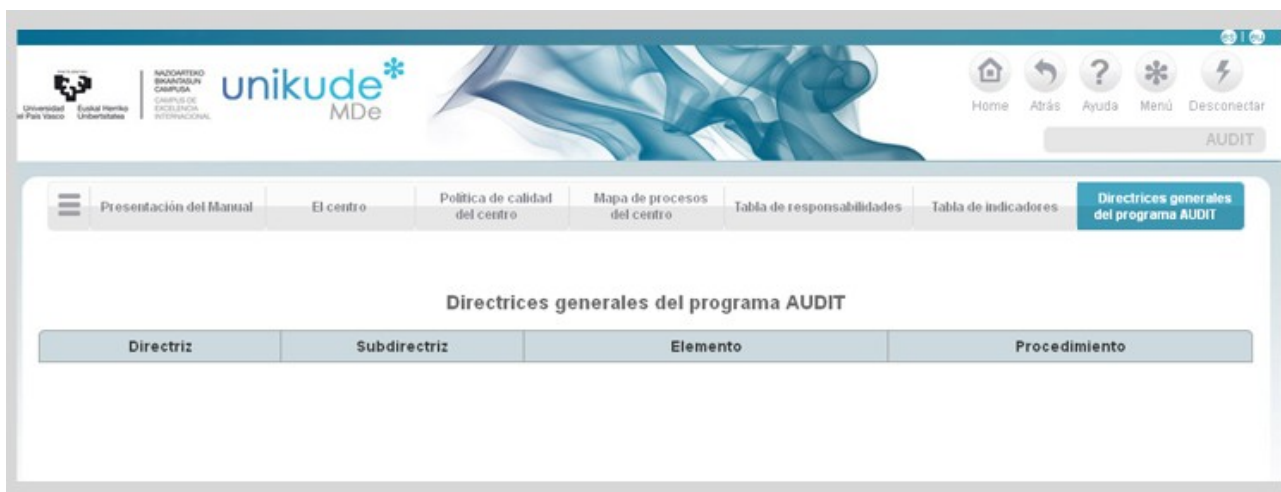 es | eu
Universidad Euskal Herriko
del País Vasco Unibertsitatea
NAZIOARTEKO
BIKAINTASUN
CAMPUSA
CAMPUS DE
EXCELENCIA
INTERNACIONAL
unikude*
MDe
Home Atrás Ayuda Menú Desconectar
AUDIT
Presentación del Manual
El centro
Política de calidad
del centro
Mapa de procesos
del centro
Tabla de responsabilidades
Tabla de indicadores
Directrices generales
del programa AUDIT
Directrices generales del programa AUDIT
Directriz Subdirectriz Elemento Procedimiento